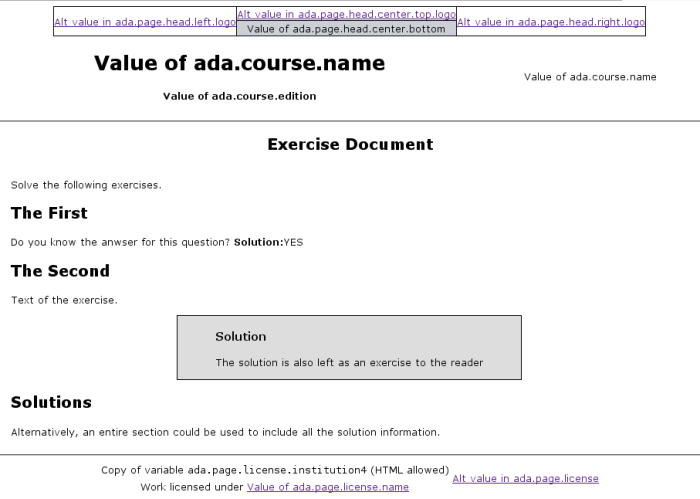 Alt value in ada.page.head.left.logo
Alt value in ada.page.head.center.top.logo
Value of ada.page.head.center.bottom
Alt value in ada.page.head.right.logo
Value of ada.course.name
Value of ada.course.edition
Value of ada.course.name
Exercise Document
Solve the following exercises.
The First
Do you know the anwser for this question? Solution:YES
The Second
Text of the exercise.
Solution
The solution is also left as an exercise to the reader
Solutions
Alternatively, an entire section could be used to include all the solution information.
Copy of variable ada.page.license.institution4 (HTML allowed)
Work licensed under Value of ada.page.license.name
Alt value in ada.page.license